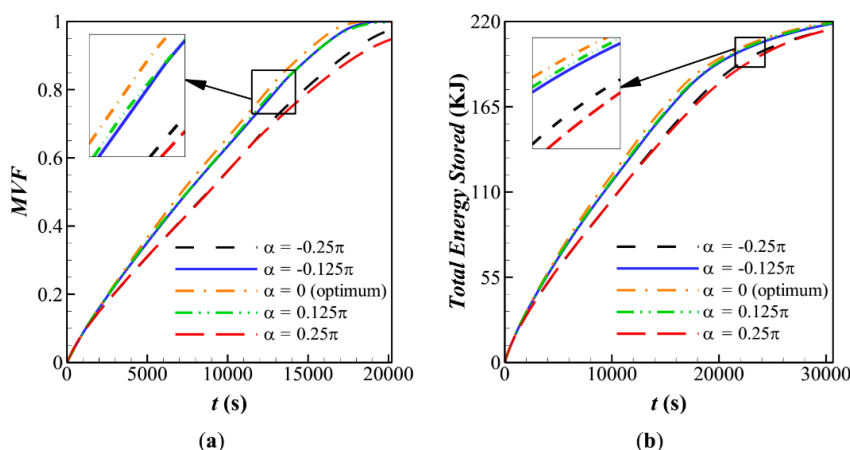 MVF
1
0.8
0.6
0.4
0.2
0
α = -0.25π
α = -0.125π
α = 0 (optimum)
α = 0.125π
α = 0.25π
0 5000 10000 15000 20000
t (s)
(a)
Total Energy Stored (KJ)
220
165
110
55
0
α = -0.25π
α = -0.125π
α = 0 (optimum)
α = 0.125π
α = 0.25π
0 10000 20000 30000
t (s)
(b)